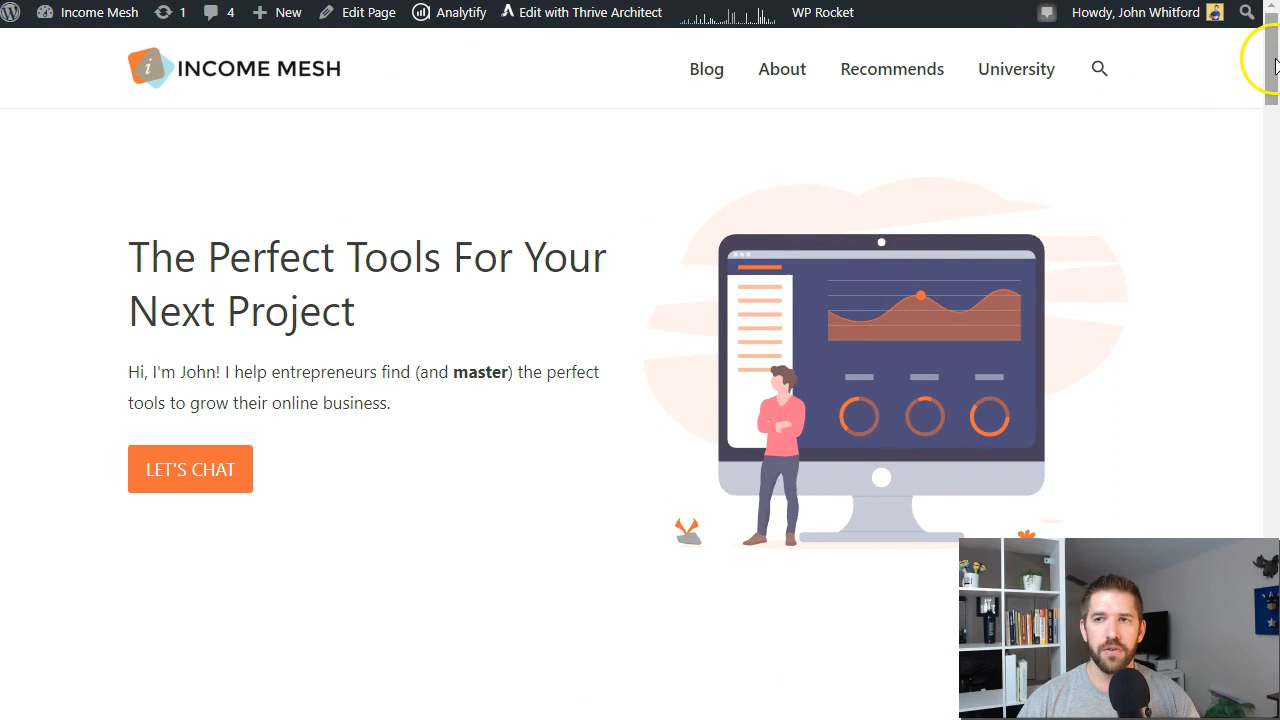 Income Mesh 1 4 New Edit Page Analytify Edit with Thrive Architect WP Rocket Howdy, John Whitford
i INCOME MESH Blog About Recommends University
The Perfect Tools For Your
Next Project
Hi, I'm John! I help entrepreneurs find (and master) the perfect
tools to grow their online business.
LET'S CHAT